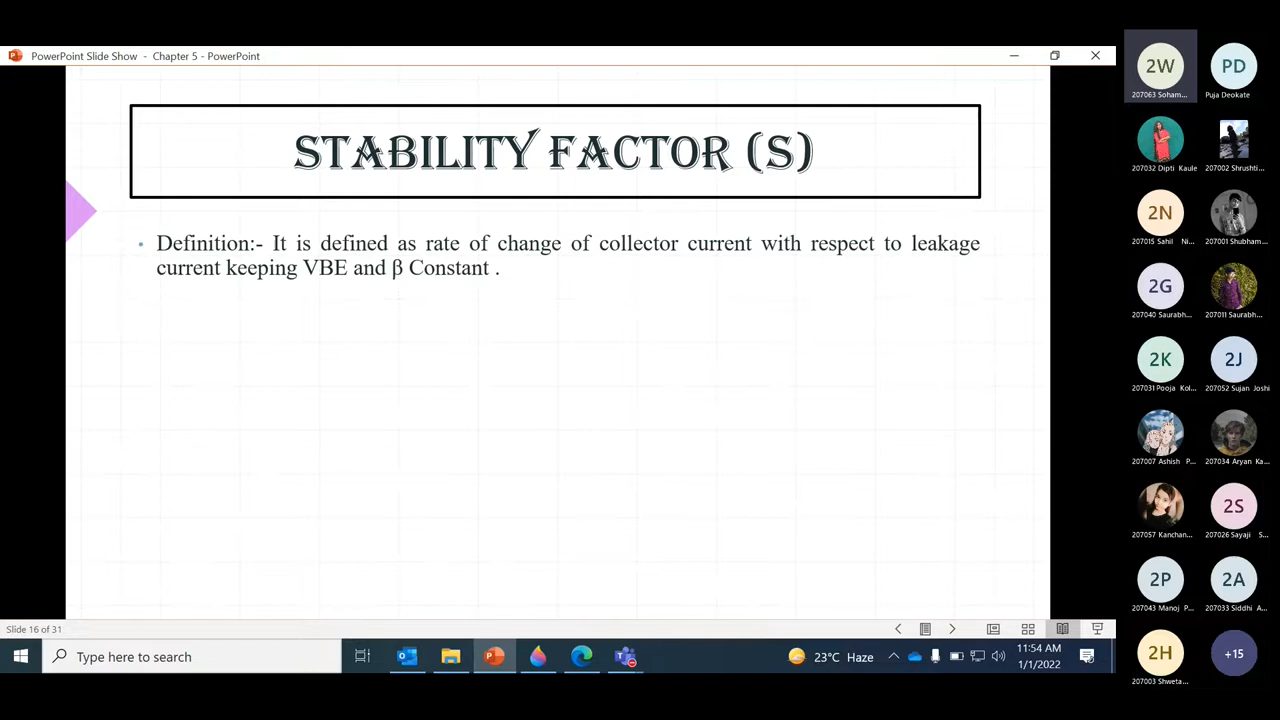 PowerPoint Slide Show - Chapter 5 - PowerPoint
STABILITY FACTOR (S)
• Definition:- It is defined as rate of change of collector current with respect to leakage
current keeping VBE and β Constant .
Slide 16 of 31
Type here to search
23°C Haze
11:54 AM
1/1/2022
2W
207063 Soham...
PD
Puja Deokate
207032 Dipti Kaule
207002 Shrushti...
2N
207015 Sahil Ni...
207001 Shubham...
2G
207040 Saurabh...
207011 Saurabh...
2K
207031 Pooja Kol...
2J
207052 Sujan Joshi
207007 Ashish P...
207034 Aryan Ka...
207057 Kanchan...
2S
207026 Sayaji S...
2P
207043 Manoj P...
2A
207033 Siddhi A...
2H
207003 Shweta...
+15